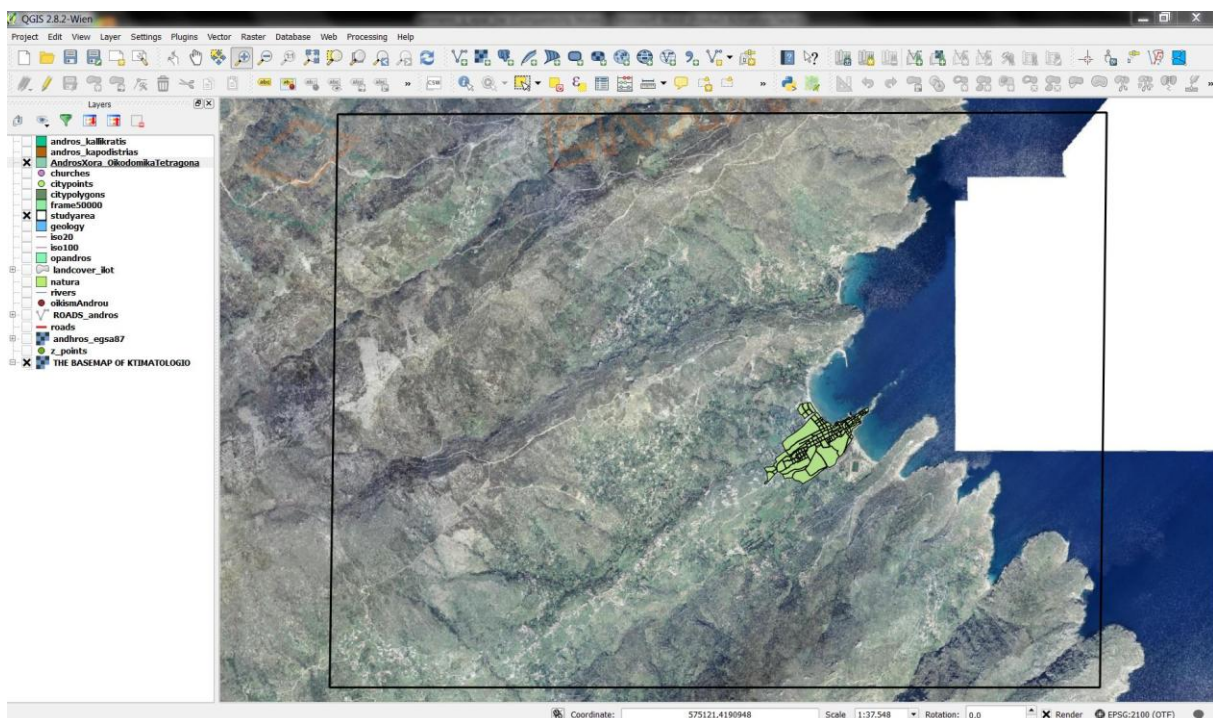 QGIS 2.8.2-Wien
Project Edit View Layer Settings Plugins Vector Raster Database Web Processing Help
CSW
Layers
andros_kallikratis
andros_kapodistrias
AndrosXora_OikodomikaTetragona
churches
citypoints
citypolygons
frame50000
studyarea
geology
iso20
iso100
opandros
landcover_ilot
natura
rivers
oikismAndrou
ROADS_andros
roads
andhros_egsa87
z_points
THE BASEMAP OF KTIMATOLOGIO
Coordinate: 575121,4190948 Scale 1:37.548 Rotation: 0,0 Render EPSG:2100 (OTF)